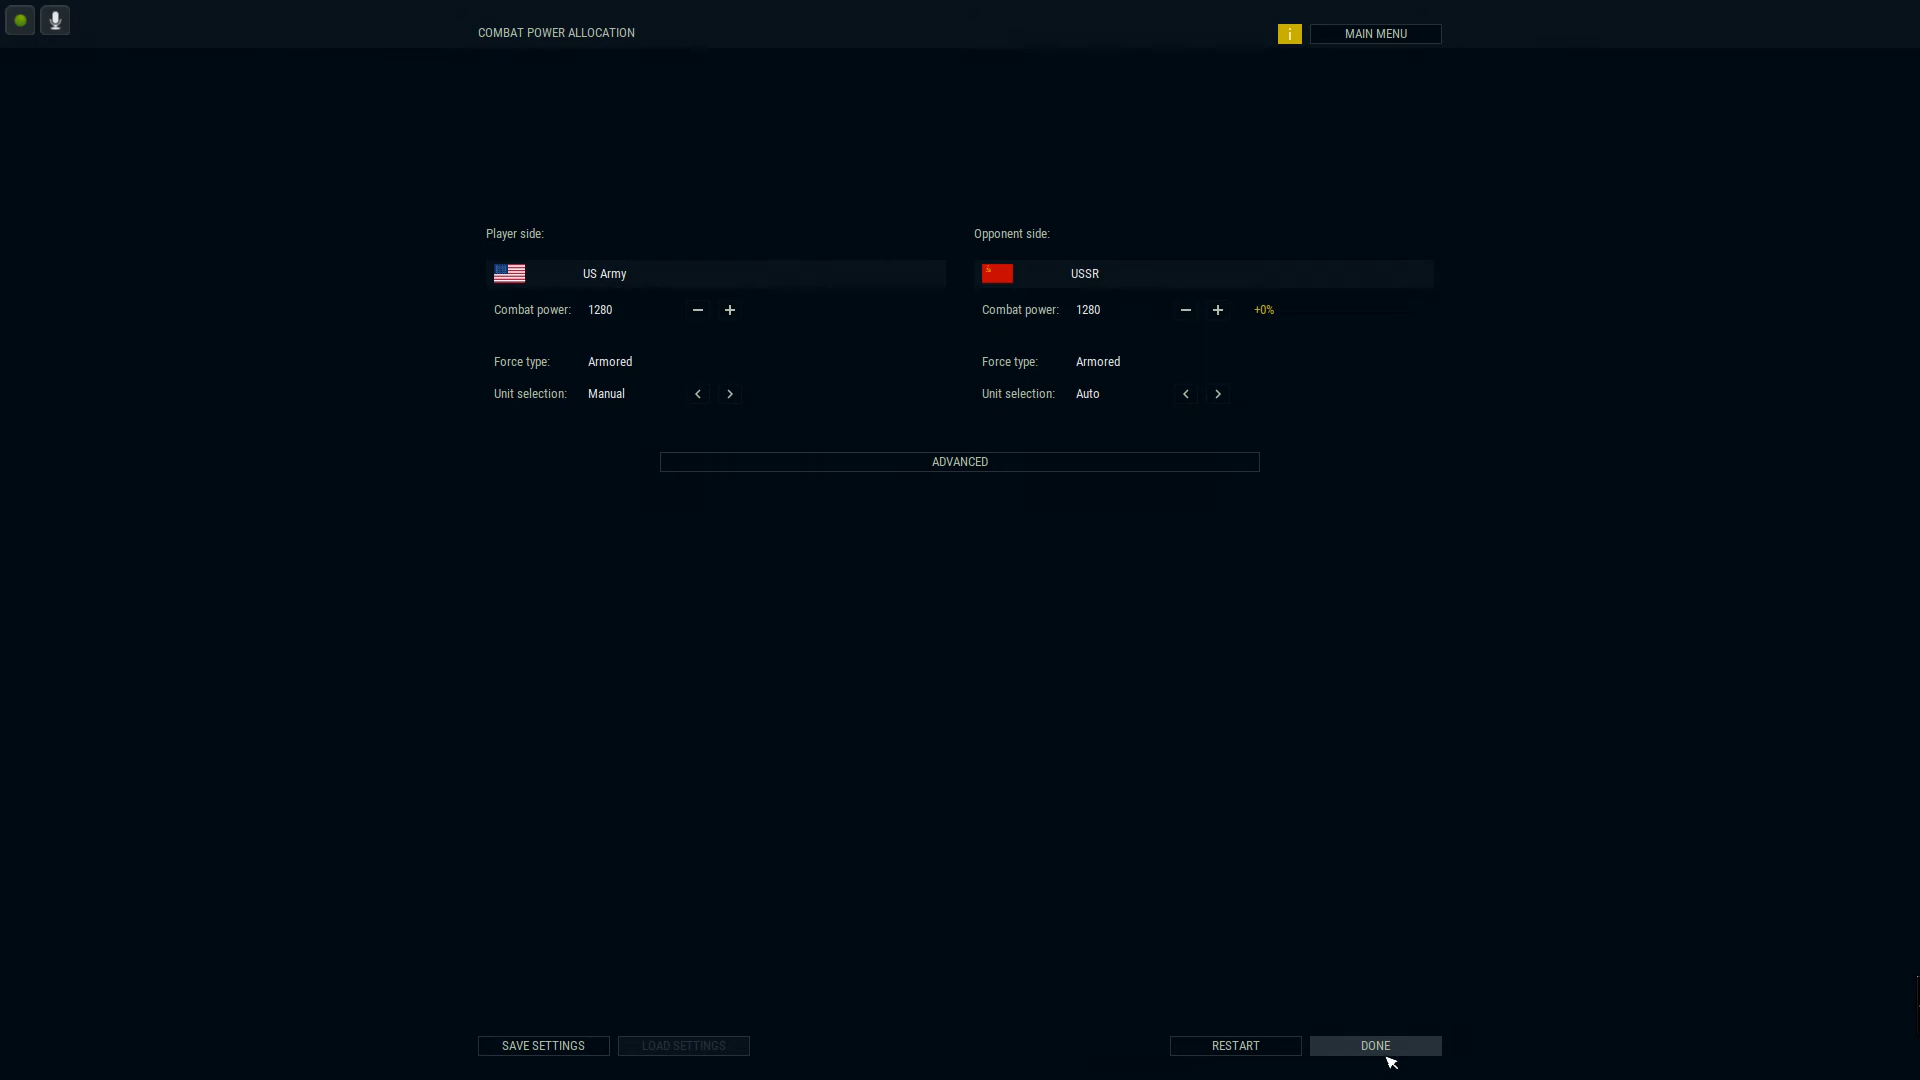 COMBAT POWER ALLOCATION
i
MAIN MENU
Player side:
Opponent side:
US Army
USSR
Combat power: 1280
Combat power: 1280 +0%
Force type: Armored
Force type: Armored
Unit selection: Manual
Unit selection: Auto
ADVANCED
SAVE SETTINGS
LOAD SETTINGS
RESTART
DONE